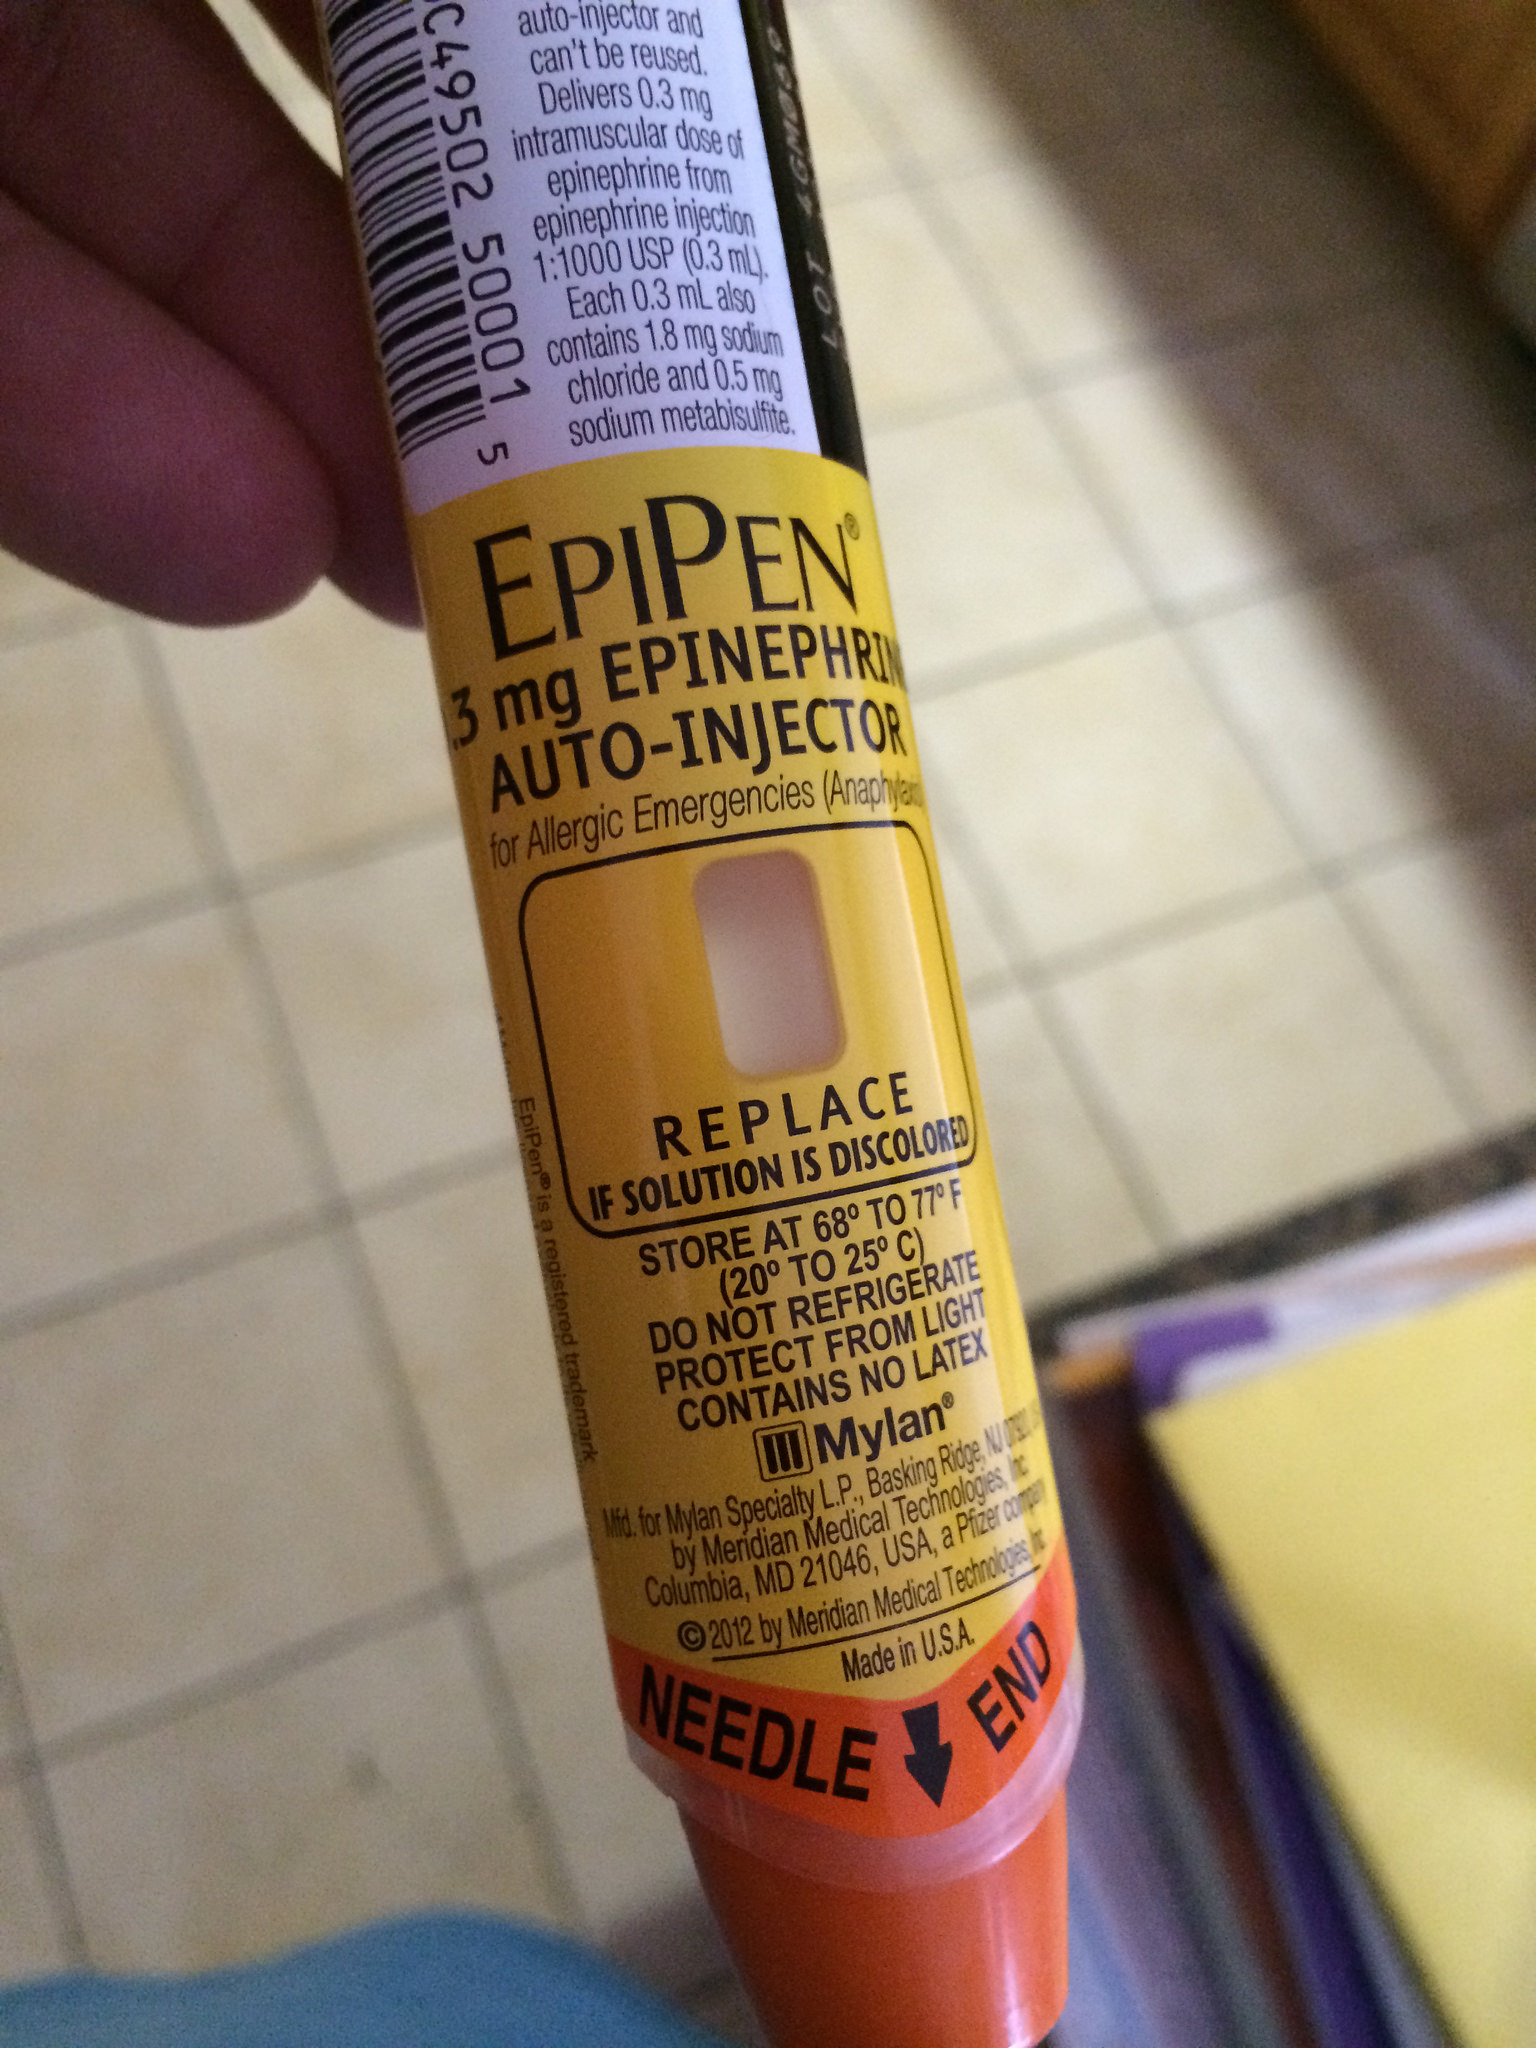 auto-injector and
can't be reused.
Delivers 0.3 mg
intramuscular dose of
epinephrine from
epinephrine injection
1:1000 USP (0.3 mL).
Each 0.3 mL also
contains 1.8 mg sodium
chloride and 0.5 mg
sodium metabisulfite.
C49502 50001 5
LOT
EPIPEN®
.3 mg EPINEPHRIN
AUTO-INJECTOR
for Allergic Emergencies (Anaphylaxis)
REPLACE
IF SOLUTION IS DISCOLORED
STORE AT 68° TO 77° F
(20° TO 25° C)
DO NOT REFRIGERATE
PROTECT FROM LIGHT
CONTAINS NO LATEX
Mylan®
Mfd. for Mylan Specialty L.P., Basking Ridge, NJ
by Meridian Medical Technologies, Inc.
Columbia, MD 21046, USA, a Pfizer company
© 2012 by Meridian Medical Technologies, Inc.
Made in U.S.A.
EpiPen® is a registered trademark
NEEDLE END